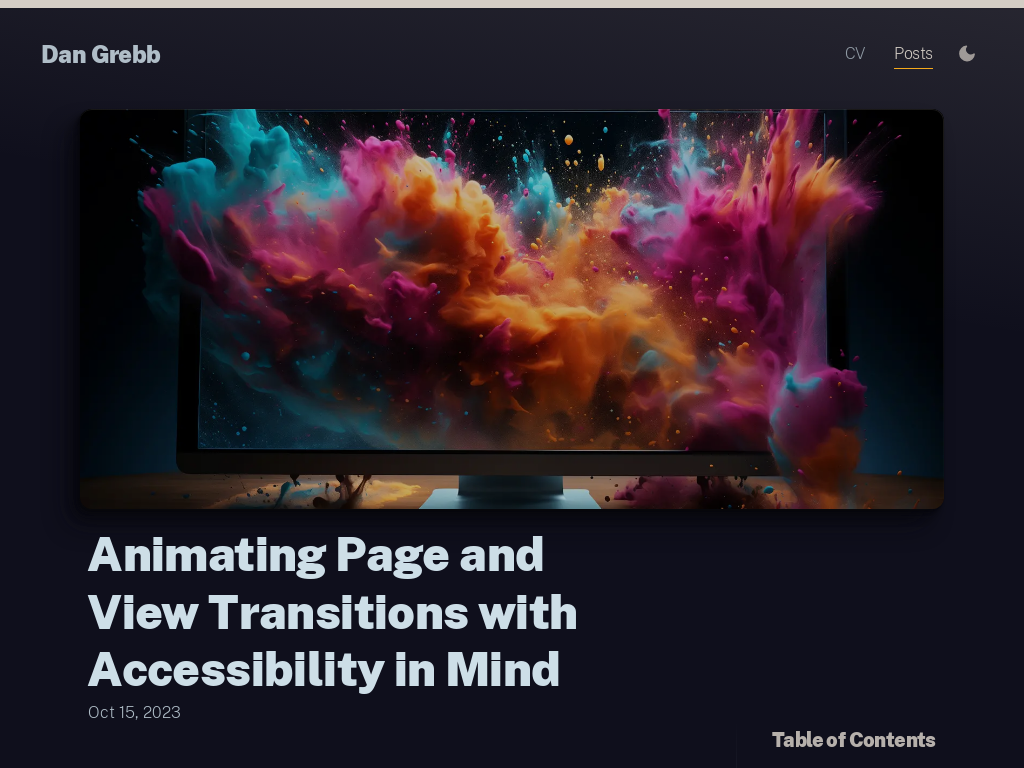 Dan Grebb
CV
Posts
Animating Page and
View Transitions with
Accessibility in Mind
Oct 15, 2023
Table of Contents